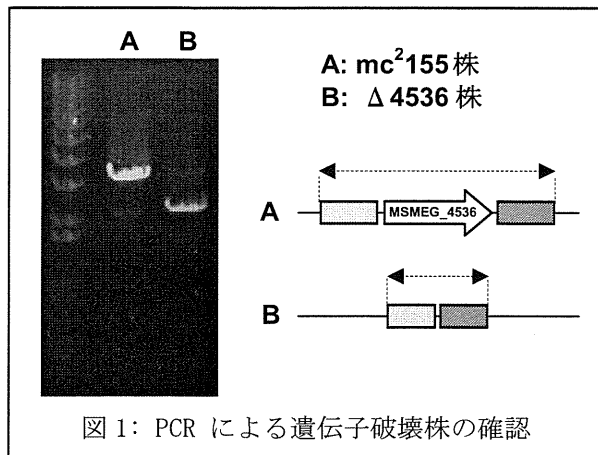 A B
A: mc²155株
B: Δ4536株
A
MSMEG_4536
B
図1: PCR による遺伝子破壊株の確認